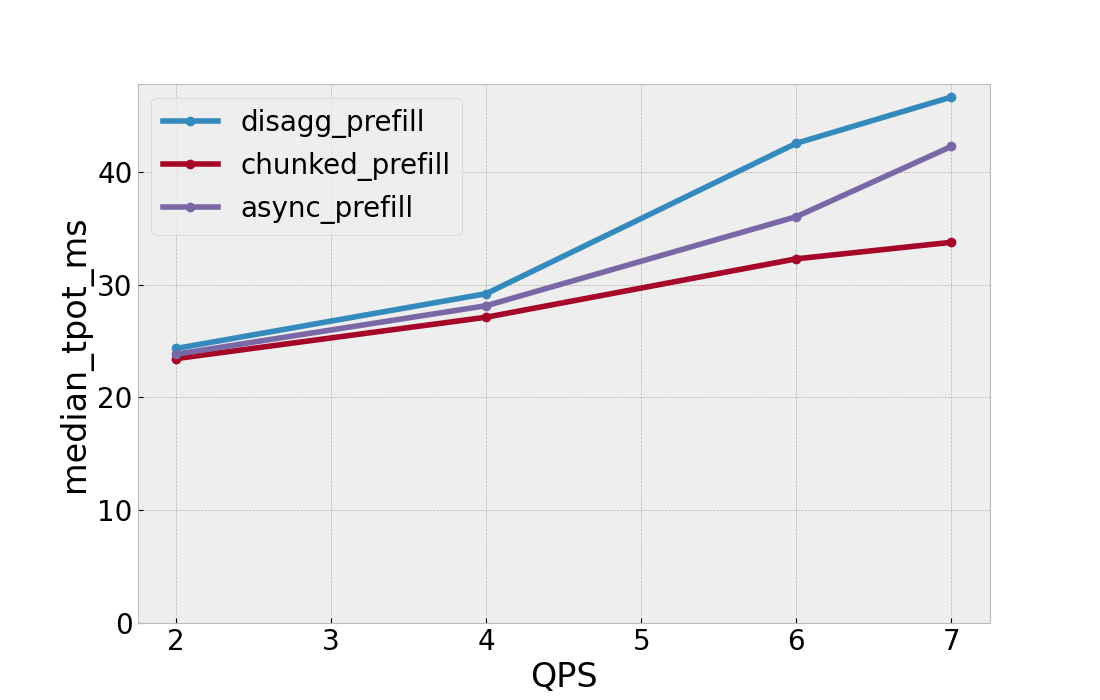 disagg_prefill
chunked_prefill
async_prefill
median_tpot_ms
40
30
20
10
0
2 3 4 5 6 7
QPS